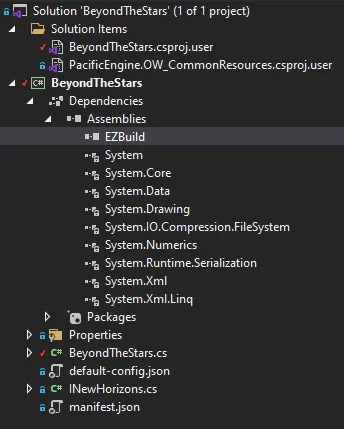 Solution 'BeyondTheStars' (1 of 1 project)
Solution Items
BeyondTheStars.csproj.user
PacificEngine.OW_CommonResources.csproj.user
C# BeyondTheStars
Dependencies
Assemblies
EZBuild
System
System.Core
System.Data
System.Drawing
System.IO.Compression.FileSystem
System.Numerics
System.Runtime.Serialization
System.Xml
System.Xml.Linq
Packages
Properties
C# BeyondTheStars.cs
default-config.json
C# INewHorizons.cs
manifest.json